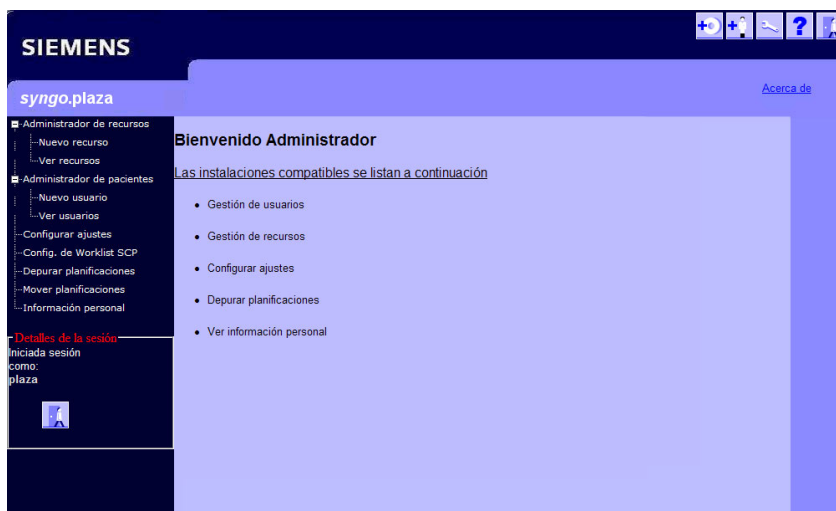 SIEMENS
?
Acerca de
syngo.plaza
Administrador de recursos
Nuevo recurso
Ver recursos
Administrador de pacientes
Nuevo usuario
Ver usuarios
Configurar ajustes
Config. de Worklist SCP
Depurar planificaciones
Mover planificaciones
Información personal
Detalles de la sesión
Iniciada sesión
como:
plaza
Bienvenido Administrador
Las instalaciones compatibles se listan a continuación
• Gestión de usuarios
• Gestión de recursos
• Configurar ajustes
• Depurar planificaciones
• Ver información personal